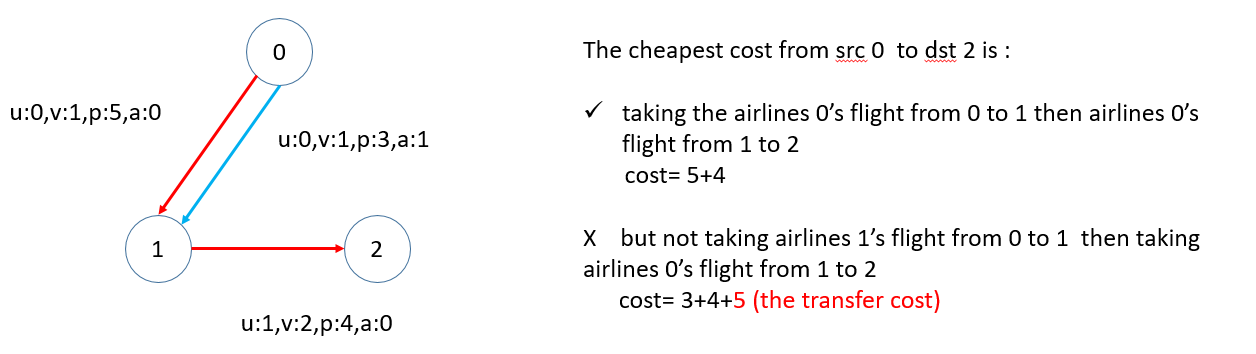 0
The cheapest cost from src 0 to dst 2 is :
u:0,v:1,p:5,a:0
✓ taking the airlines 0’s flight from 0 to 1 then airlines 0’s
flight from 1 to 2
u:0,v:1,p:3,a:1
cost= 5+4
1
2
X but not taking airlines 1’s flight from 0 to 1 then taking
airlines 0’s flight from 1 to 2
cost= 3+4+5 (the transfer cost)
u:1,v:2,p:4,a:0